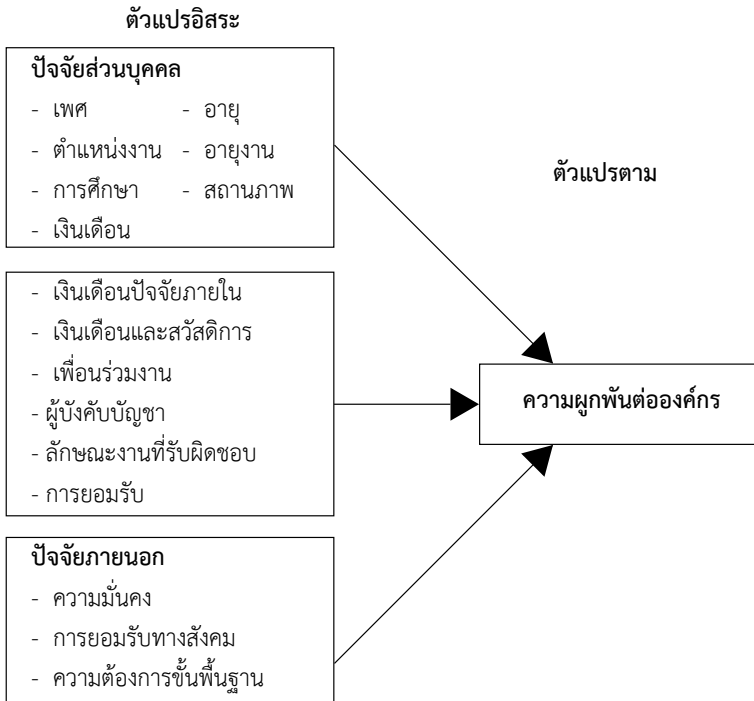 ตัวแปรอิสระ
ปัจจัยส่วนบุคคล
- เพศ - อายุ
- ตำแหน่งงาน - อายุงาน
- การศึกษา - สถานภาพ
- เงินเดือน
- เงินเดือนปัจจัยภายใน
- เงินเดือนและสวัสดิการ
- เพื่อนร่วมงาน
- ผู้บังคับบัญชา
- ลักษณะงานที่รับผิดชอบ
- การยอมรับ
ปัจจัยภายนอก
- ความมั่นคง
- การยอมรับทางสังคม
- ความต้องการขั้นพื้นฐาน
ตัวแปรตาม
ความผูกพันต่อองค์กร